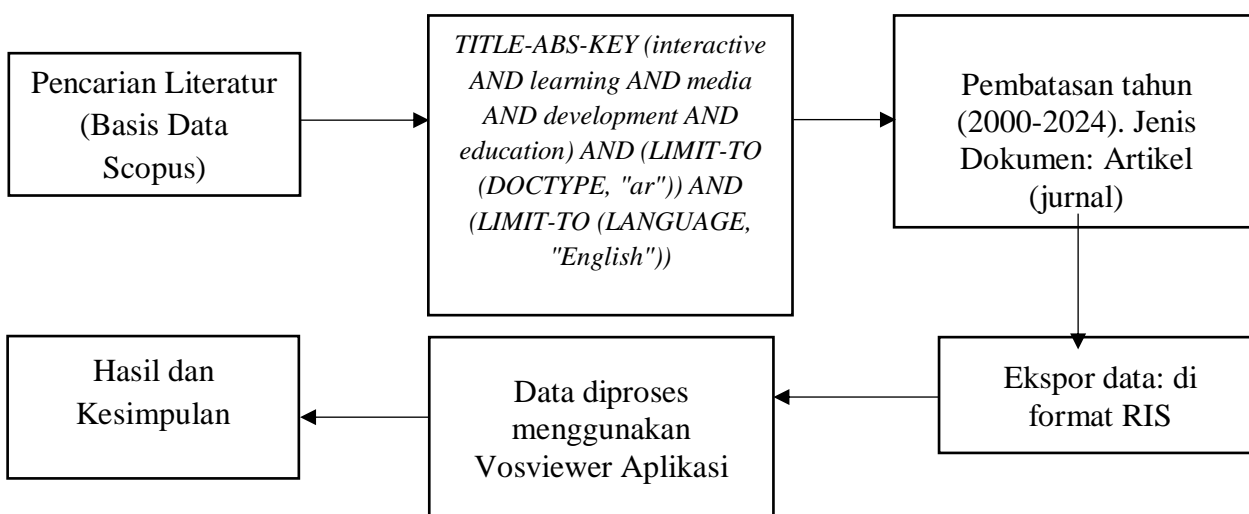 Pencarian Literatur
(Basis Data
Scopus)
TITLE-ABS-KEY (interactive
AND learning AND media
AND development AND
education) AND (LIMIT-TO
(DOCTYPE, "ar")) AND
(LIMIT-TO (LANGUAGE,
"English"))
Pembatasan tahun
(2000-2024). Jenis
Dokumen: Artikel
(jurnal)
Ekspor data: di
format RIS
Data diproses
menggunakan
Vosviewer Aplikasi
Hasil dan
Kesimpulan